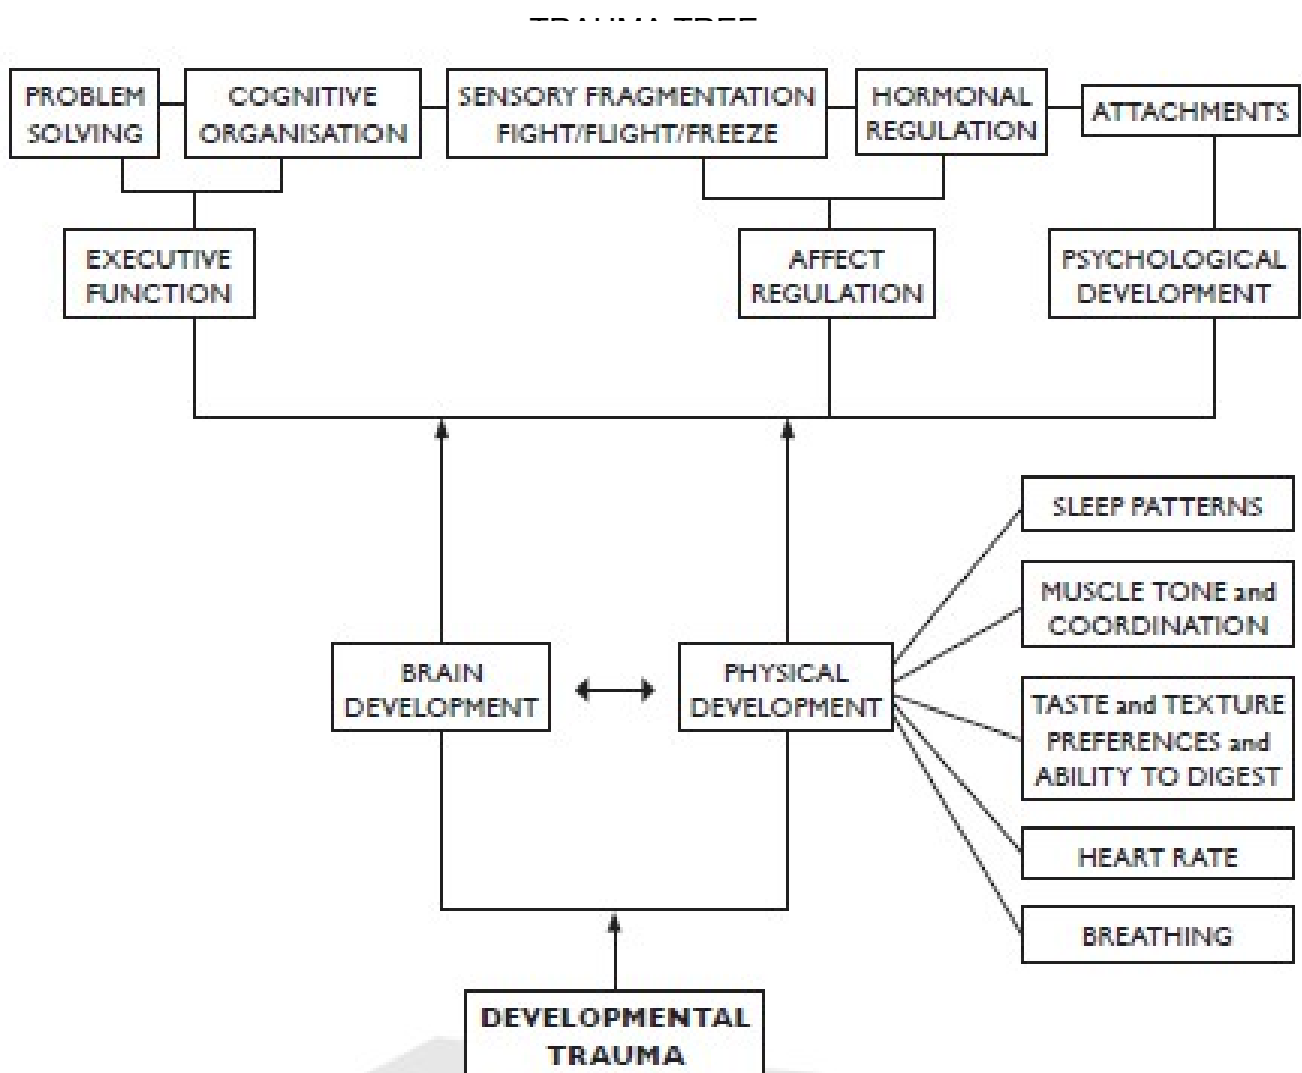 TRAUMA TREE
PROBLEM
SOLVING
COGNITIVE
ORGANISATION
SENSORY FRAGMENTATION
FIGHT/FLIGHT/FREEZE
HORMONAL
REGULATION
ATTACHMENTS
EXECUTIVE
FUNCTION
AFFECT
REGULATION
PSYCHOLOGICAL
DEVELOPMENT
SLEEP PATTERNS
MUSCLE TONE and
COORDINATION
BRAIN
DEVELOPMENT
PHYSICAL
DEVELOPMENT
TASTE and TEXTURE
PREFERENCES and
ABILITY TO DIGEST
HEART RATE
BREATHING
DEVELOPMENTAL
TRAUMA